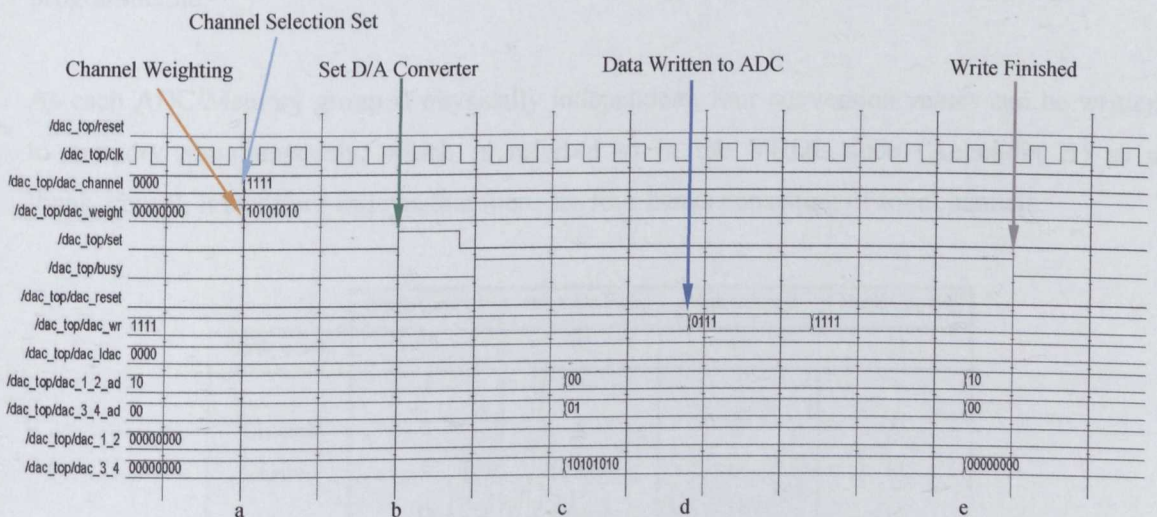 Channel Selection Set
Channel Weighting
Set D/A Converter
Data Written to ADC
Write Finished
/dac_top/reset
/dac_top/clk
/dac_top/dac_channel 0000 1111
/dac_top/dac_weight 00000000 10101010
/dac_top/set
/dac_top/busy
/dac_top/dac_reset
/dac_top/dac_wr 1111 0111 1111
/dac_top/dac_ldac 0000
/dac_top/dac_1_2_ad 10 00 10
/dac_top/dac_3_4_ad 00 01 00
/dac_top/dac_1_2 00000000
/dac_top/dac_3_4 00000000 10101010 00000000
a b c d e